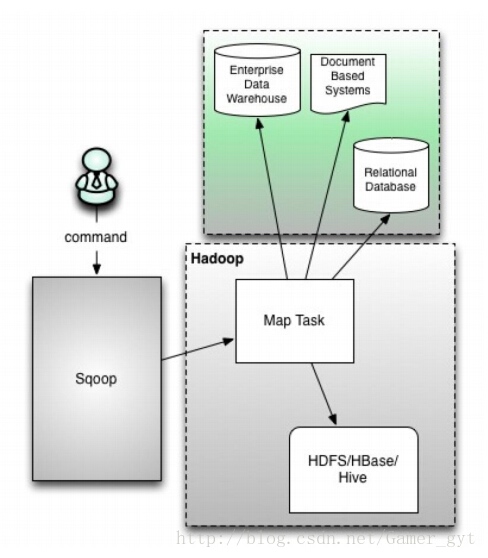 Enterprise
Data
Warehouse
Document
Based
Systems
Relational
Database
command
Hadoop
Map Task
Sqoop
HDFS/HBase/
Hive
http://blog.csdn.net/Gamer_gyt